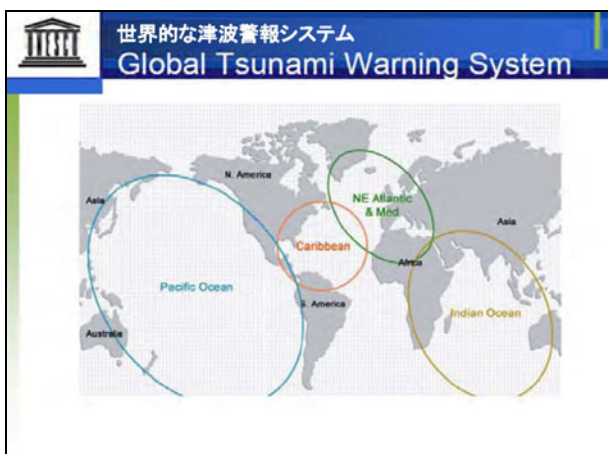 世界的な津波警報システム
Global Tsunami Warning System
N. America
Asia
NE Atlantic
& Med
Asia
Caribbean
Africa
Pacific Ocean
S. America
Indian Ocean
Australia